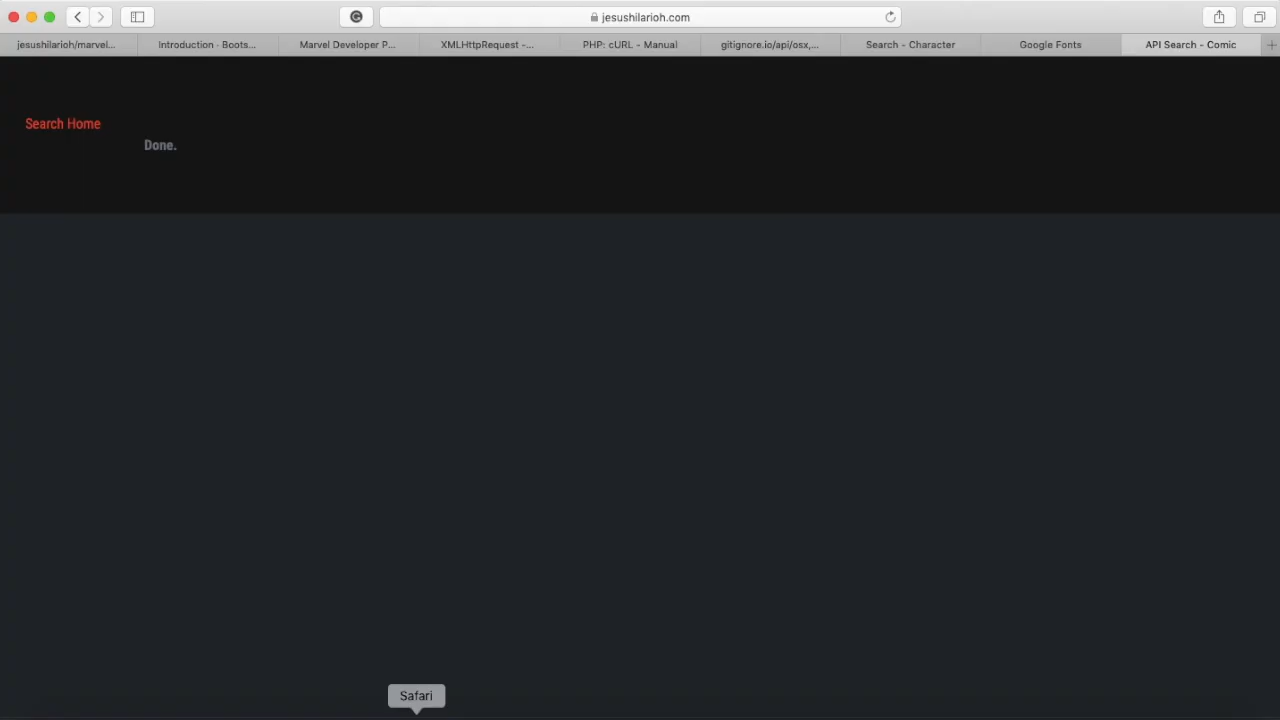 jesushilarioh.com
jesushilarioh/marvel...
Introduction · Boots...
Marvel Developer P...
XMLHttpRequest -...
PHP: cURL - Manual
gitignore.io/api/osx,...
Search - Character
Google Fonts
API Search - Comic
Search Home
Done.
Safari